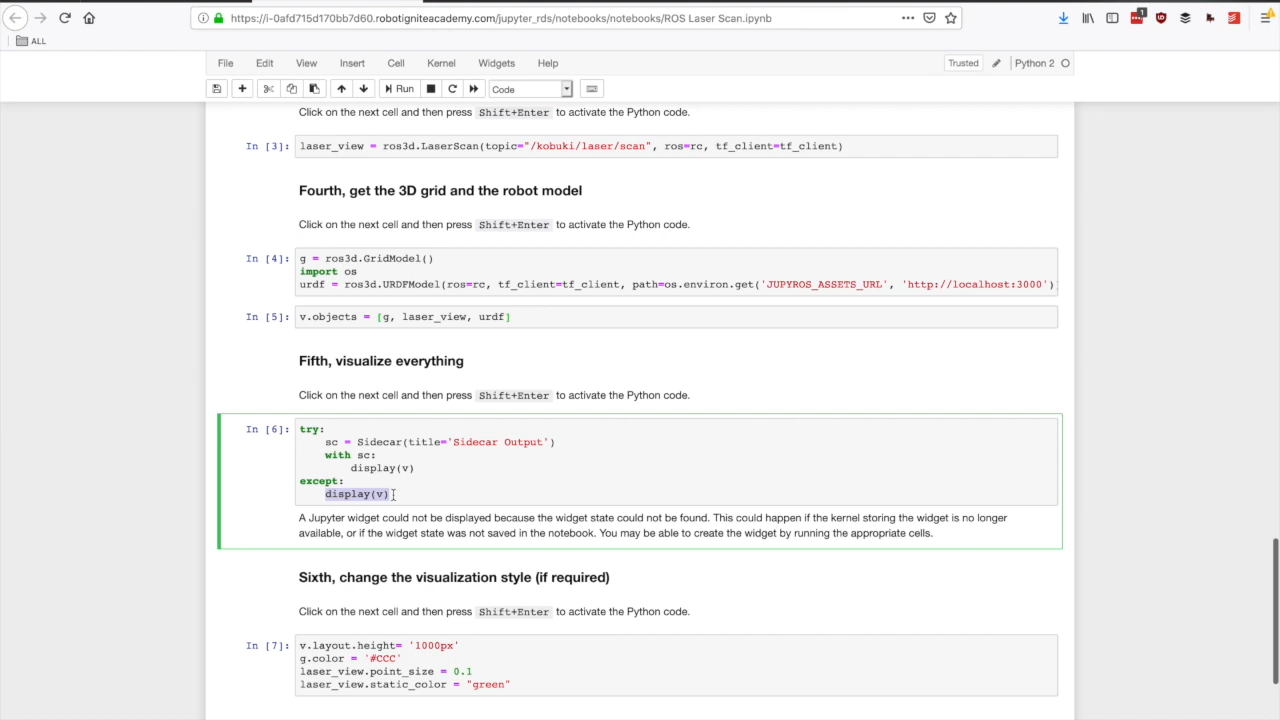 https://i-0afd715d170bb7d60.robotigniteacademy.com/jupyter_rds/notebooks/notebooks/ROS Laser Scan.ipynb
1
ALL
File Edit View Insert Cell Kernel Widgets Help Trusted Python 2
Run Code
Click on the next cell and then press Shift+Enter to activate the Python code.
In [3]: laser_view = ros3d.LaserScan(topic="/kobuki/laser/scan", ros=rc, tf_client=tf_client)
Fourth, get the 3D grid and the robot model
Click on the next cell and then press Shift+Enter to activate the Python code.
In [4]: g = ros3d.GridModel()
import os
urdf = ros3d.URDFModel(ros=rc, tf_client=tf_client, path=os.environ.get('JUPYROS_ASSETS_URL', 'http://localhost:3000')
In [5]: v.objects = [g, laser_view, urdf]
Fifth, visualize everything
Click on the next cell and then press Shift+Enter to activate the Python code.
In [6]: try:
sc = Sidecar(title='Sidecar Output')
with sc:
display(v)
except:
display(v)
A Jupyter widget could not be displayed because the widget state could not be found. This could happen if the kernel storing the widget is no longer
available, or if the widget state was not saved in the notebook. You may be able to create the widget by running the appropriate cells.
Sixth, change the visualization style (if required)
Click on the next cell and then press Shift+Enter to activate the Python code.
In [7]: v.layout.height= '1000px'
g.color = '#CCC'
laser_view.point_size = 0.1
laser_view.static_color = "green"